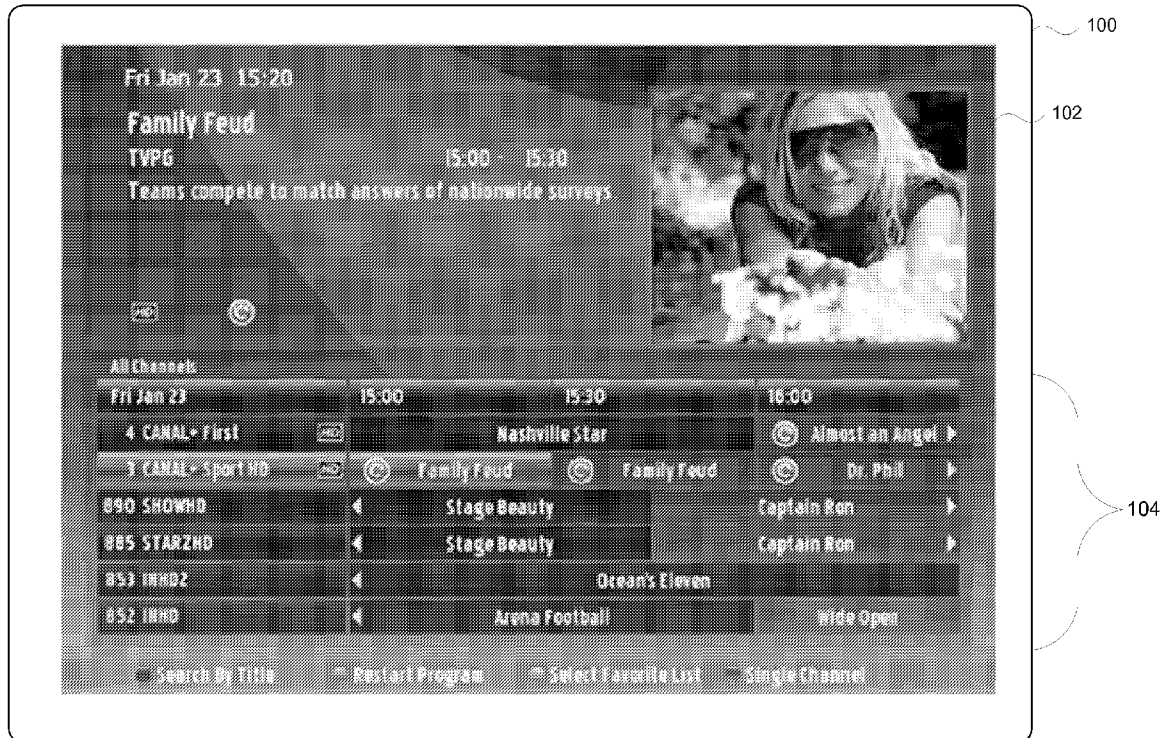 100
Fri Jan 23 15:20
102
Family Feud
TVPG 15:00 - 15:30
Teams compete to match answers of nationwide surveys
HD
All Channels
Fri Jan 23 15:00 15:30 16:00
4 CANAL+ First HD Nashville Star Almost an Angel
3 CANAL+ Sport HD HD Family Feud Family Feud Dr. Phil
890 SHOWHD Stage Beauty Captain Ron
104
885 STARZHD Stage Beauty Captain Ron
853 INHD2 Ocean's Eleven
852 INHD Arena Football Wide Open
Search By Title Restart Program Select Favorite List Single Channel